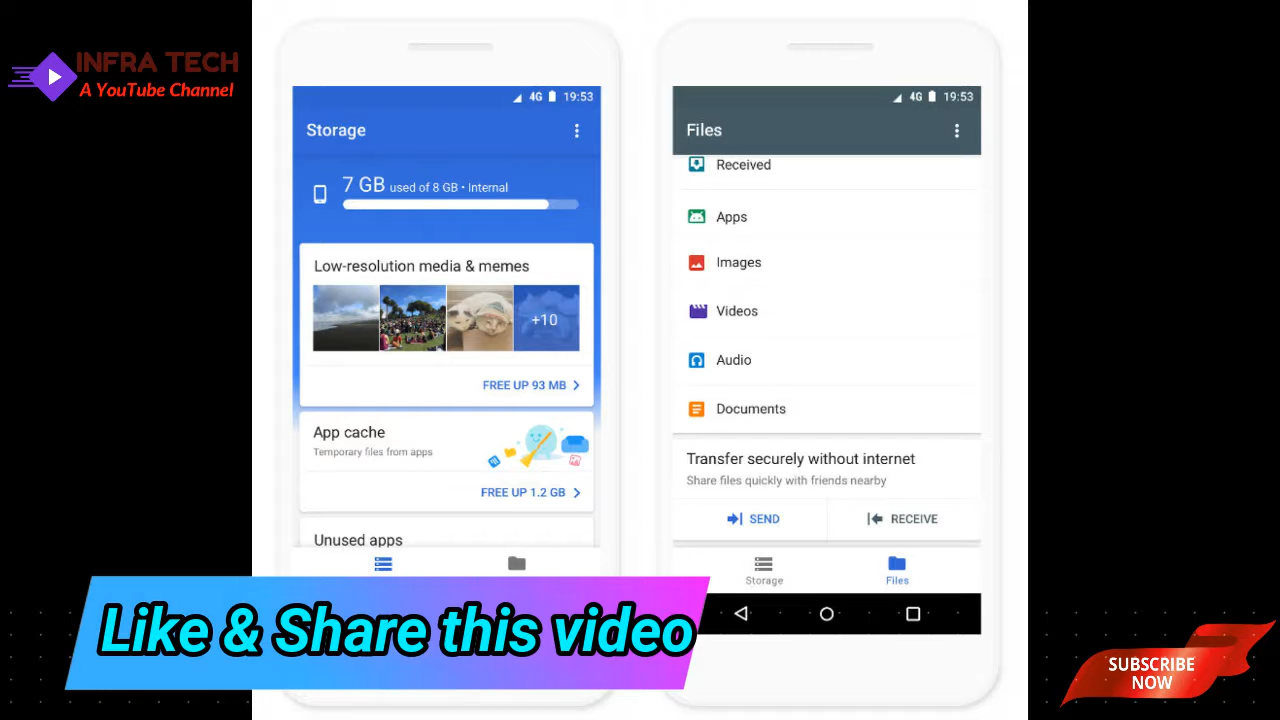 INFRA TECH
A YouTube Channel
4G 19:53
Storage
7 GB used of 8 GB • Internal
Low-resolution media & memes
+10
FREE UP 93 MB
App cache
Temporary files from apps
FREE UP 1.2 GB
Unused apps
4G 19:53
Files
Received
Apps
Images
Videos
Audio
Documents
Transfer securely without internet
Share files quickly with friends nearby
SEND RECEIVE
Storage Files
Like & Share this video
SUBSCRIBE
NOW